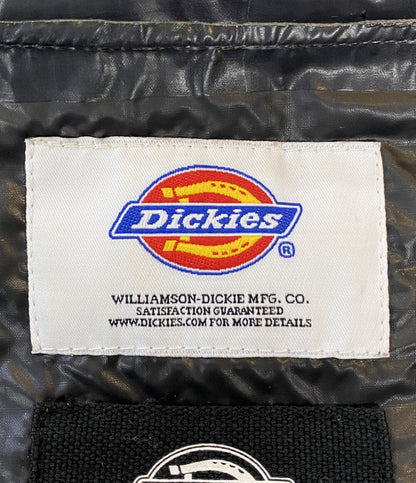 Dickies®
WILLIAMSON-DICKIE MFG. CO.
SATISFACTION GUARANTEED
WWW.DICKIES.COM FOR MORE DETAILS